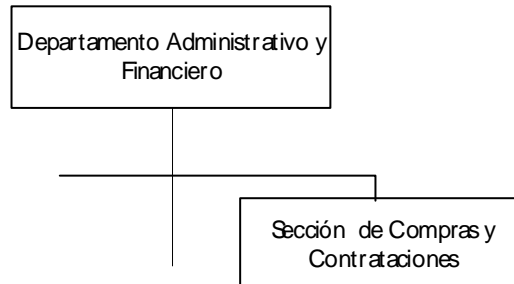 Departamento Administrativo y
Financiero
Sección de Compras y
Contrataciones